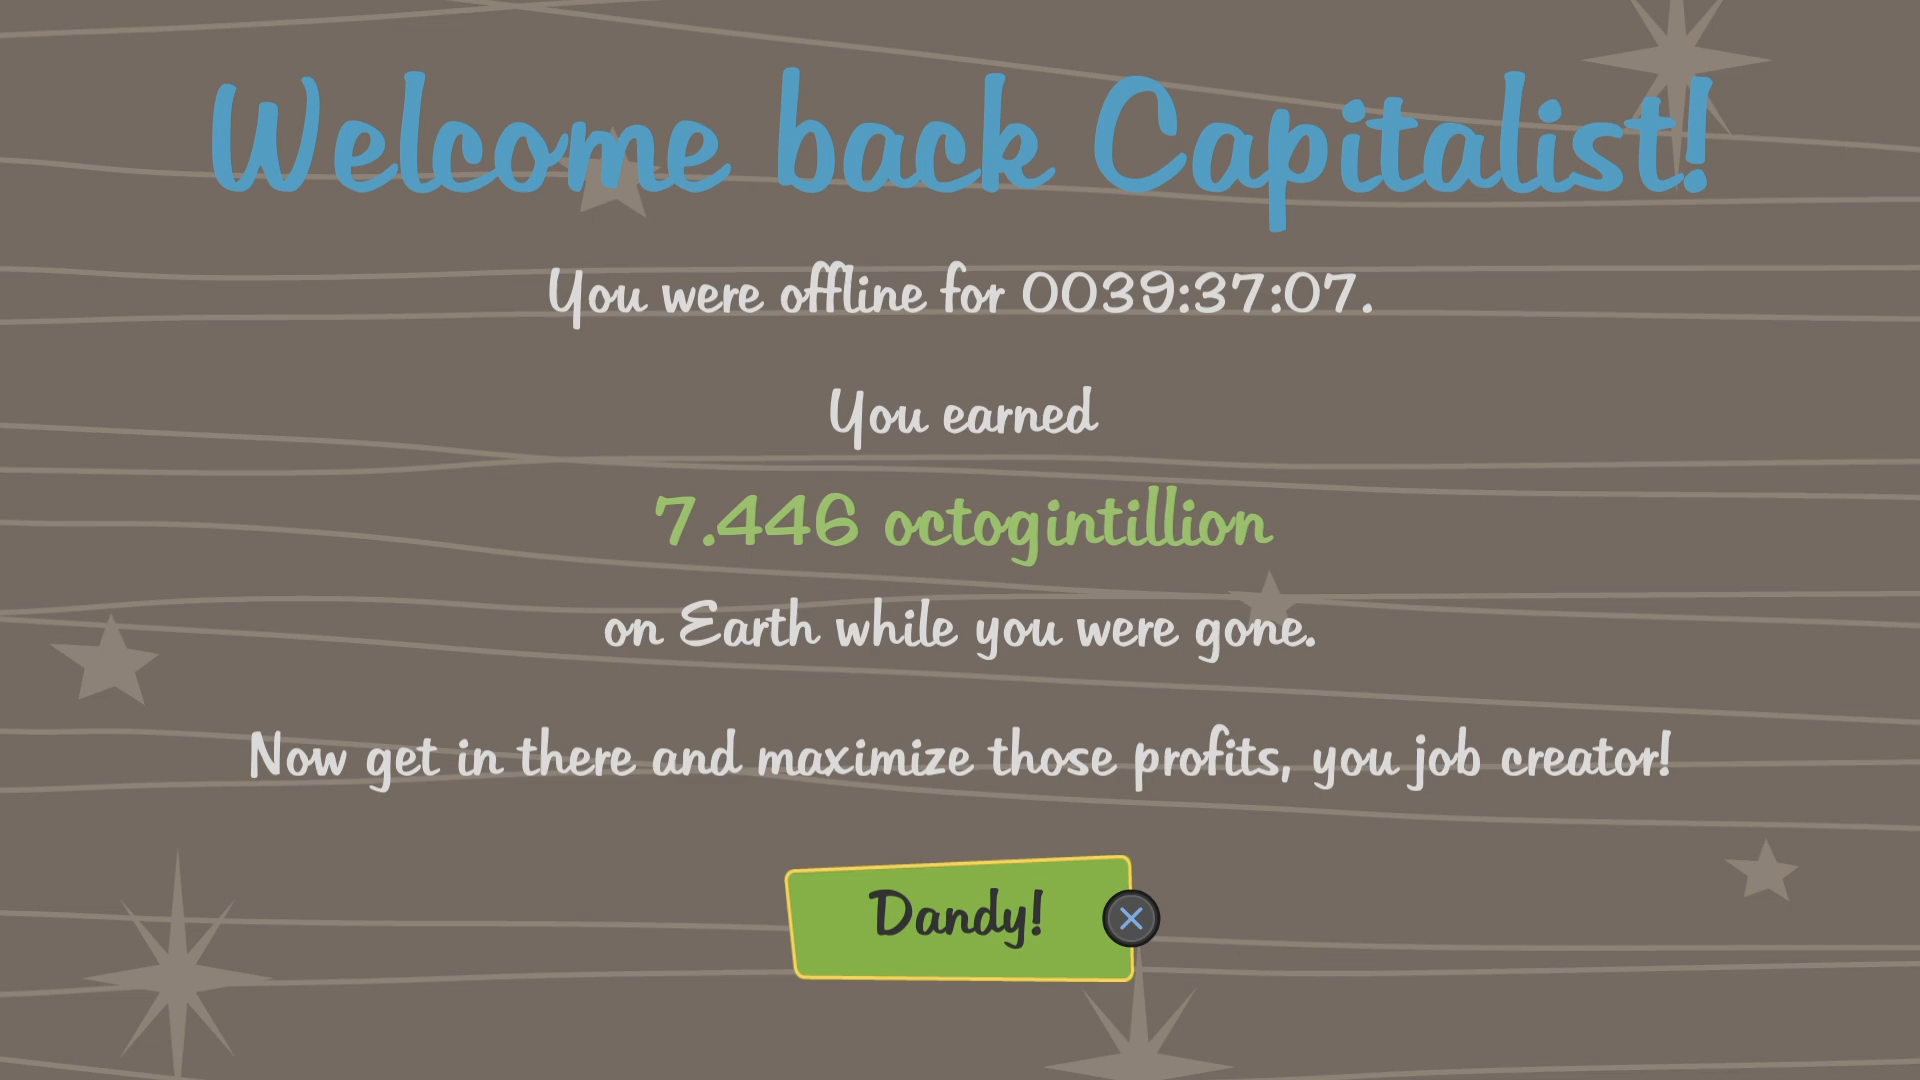 Welcome back Capitalist!
You were offline for 0039:37:07.
You earned
7.446 octogintillion
on Earth while you were gone.
Now get in there and maximize those profits, you job creator!
Dandy!